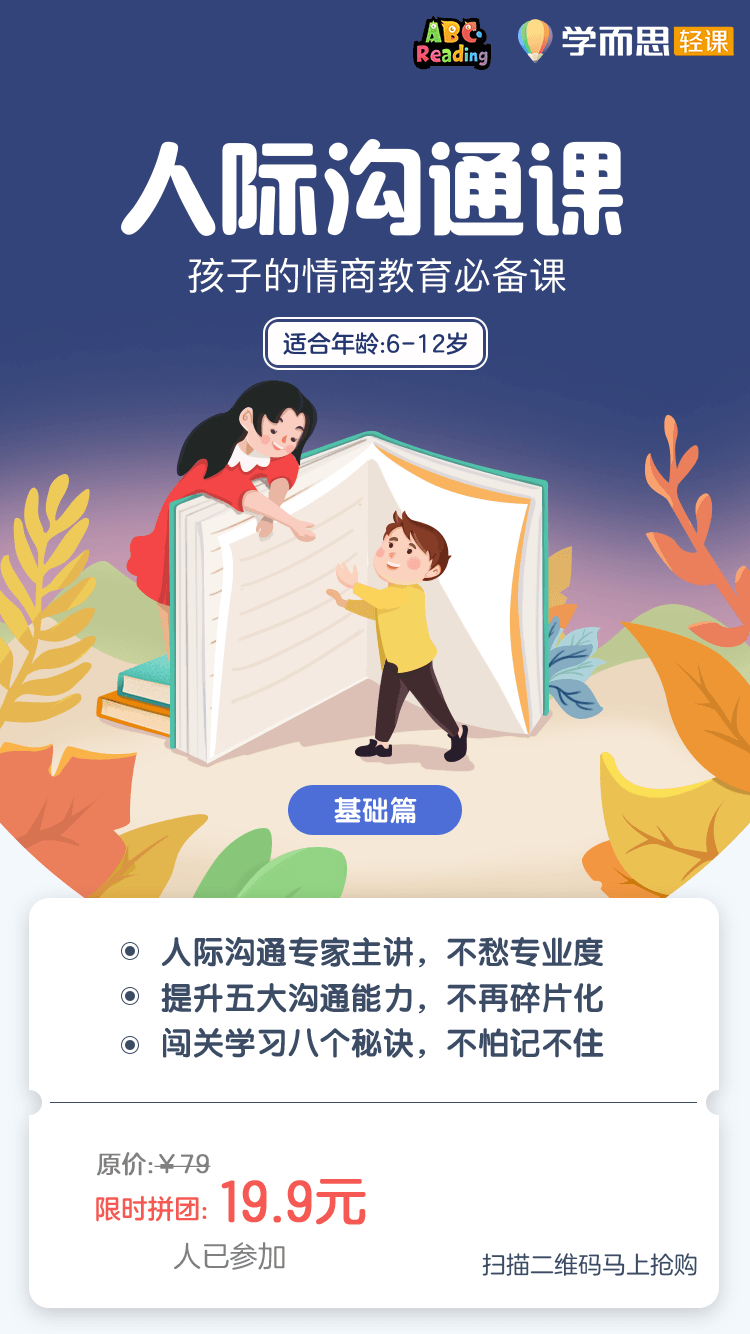 ABC Reading 学而思轻课
人际沟通课
孩子的情商教育必备课
适合年龄:6-12岁
基础篇
人际沟通专家主讲，不愁专业度
提升五大沟通能力，不再碎片化
闯关学习八个秘诀，不怕记不住
原价:￥79
限时拼团: 19.9元
人已参加
扫描二维码马上抢购